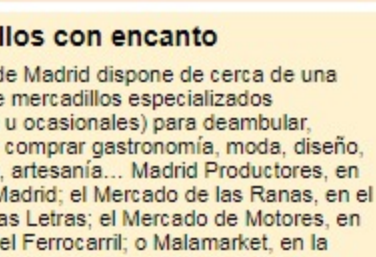 llos con encanto
de Madrid dispone de cerca de una
e mercadillos especializados
u ocasionales) para deambular,
comprar gastronomía, moda, diseño,
, artesanía... Madrid Productores, en
Madrid; el Mercado de las Ranas, en el
as Letras; el Mercado de Motores, en
el Ferrocarril; o Malamarket, en la